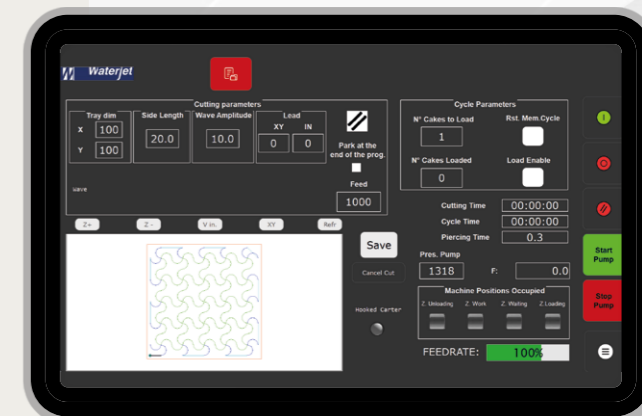 Waterjet
Cutting parameters
Tray dim
X 100
Y 100
Side Length
20.0
Wave Amplitude
10.0
Lead
XY IN
0 0
Park at the
end of the prog.
wave
Feed
1000
Z+ Z - V in. XY Refr
Save
Cancel Cut
Hooked Carter
Cycle Parameters
N° Cakes to Load Rst. Mem.Cycle
1
N° Cakes Loaded Load Enable
0
Cutting Time 00:00:00
Cycle Time 00:00:00
Piercing Time 0.3
Pres. Pump
1318 F: 0.0
Machine Positions Occupied
Z. Unloading Z. Work Z. Waiting Z.Loading
FEEDRATE: 100%
Start
Pump
Stop
Pump